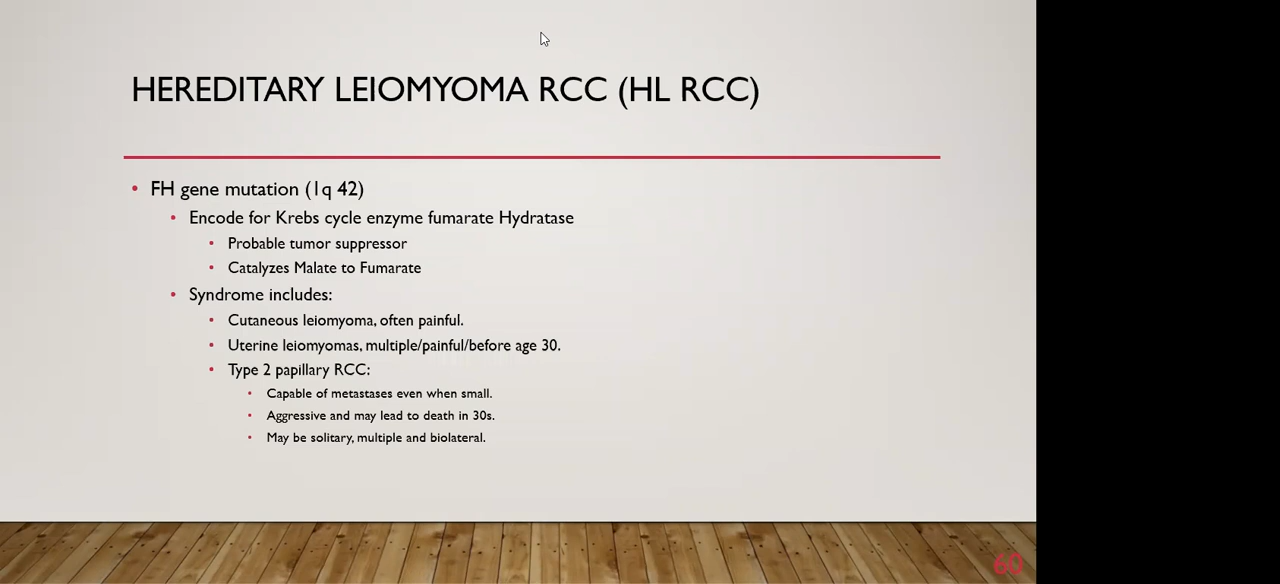 HEREDITARY LEIOMYOMA RCC (HL RCC)
• FH gene mutation (1q 42)
• Encode for Krebs cycle enzyme fumarate Hydratase
• Probable tumor suppressor
• Catalyzes Malate to Fumarate
• Syndrome includes:
• Cutaneous leiomyoma, often painful.
• Uterine leiomyomas, multiple/painful/before age 30.
• Type 2 papillary RCC:
• Capable of metastases even when small.
• Aggressive and may lead to death in 30s.
• May be solitary, multiple and biolateral.
60